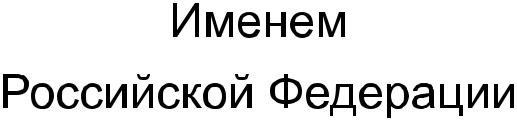 Именем
Российской Федерации